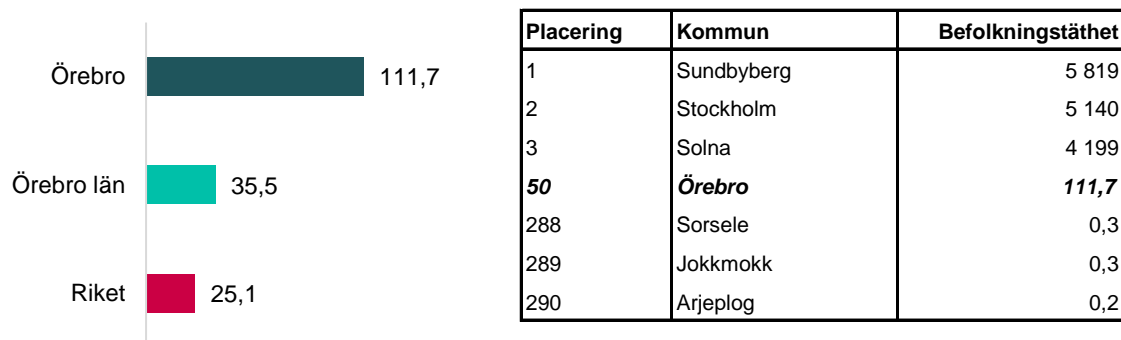 Örebro 111,7
Örebro län 35,5
Riket 25,1
Placering Kommun Befolkningstäthet
1 Sundbyberg 5 819
2 Stockholm 5 140
3 Solna 4 199
50 Örebro 111,7
288 Sorsele 0,3
289 Jokkmokk 0,3
290 Arjeplog 0,2